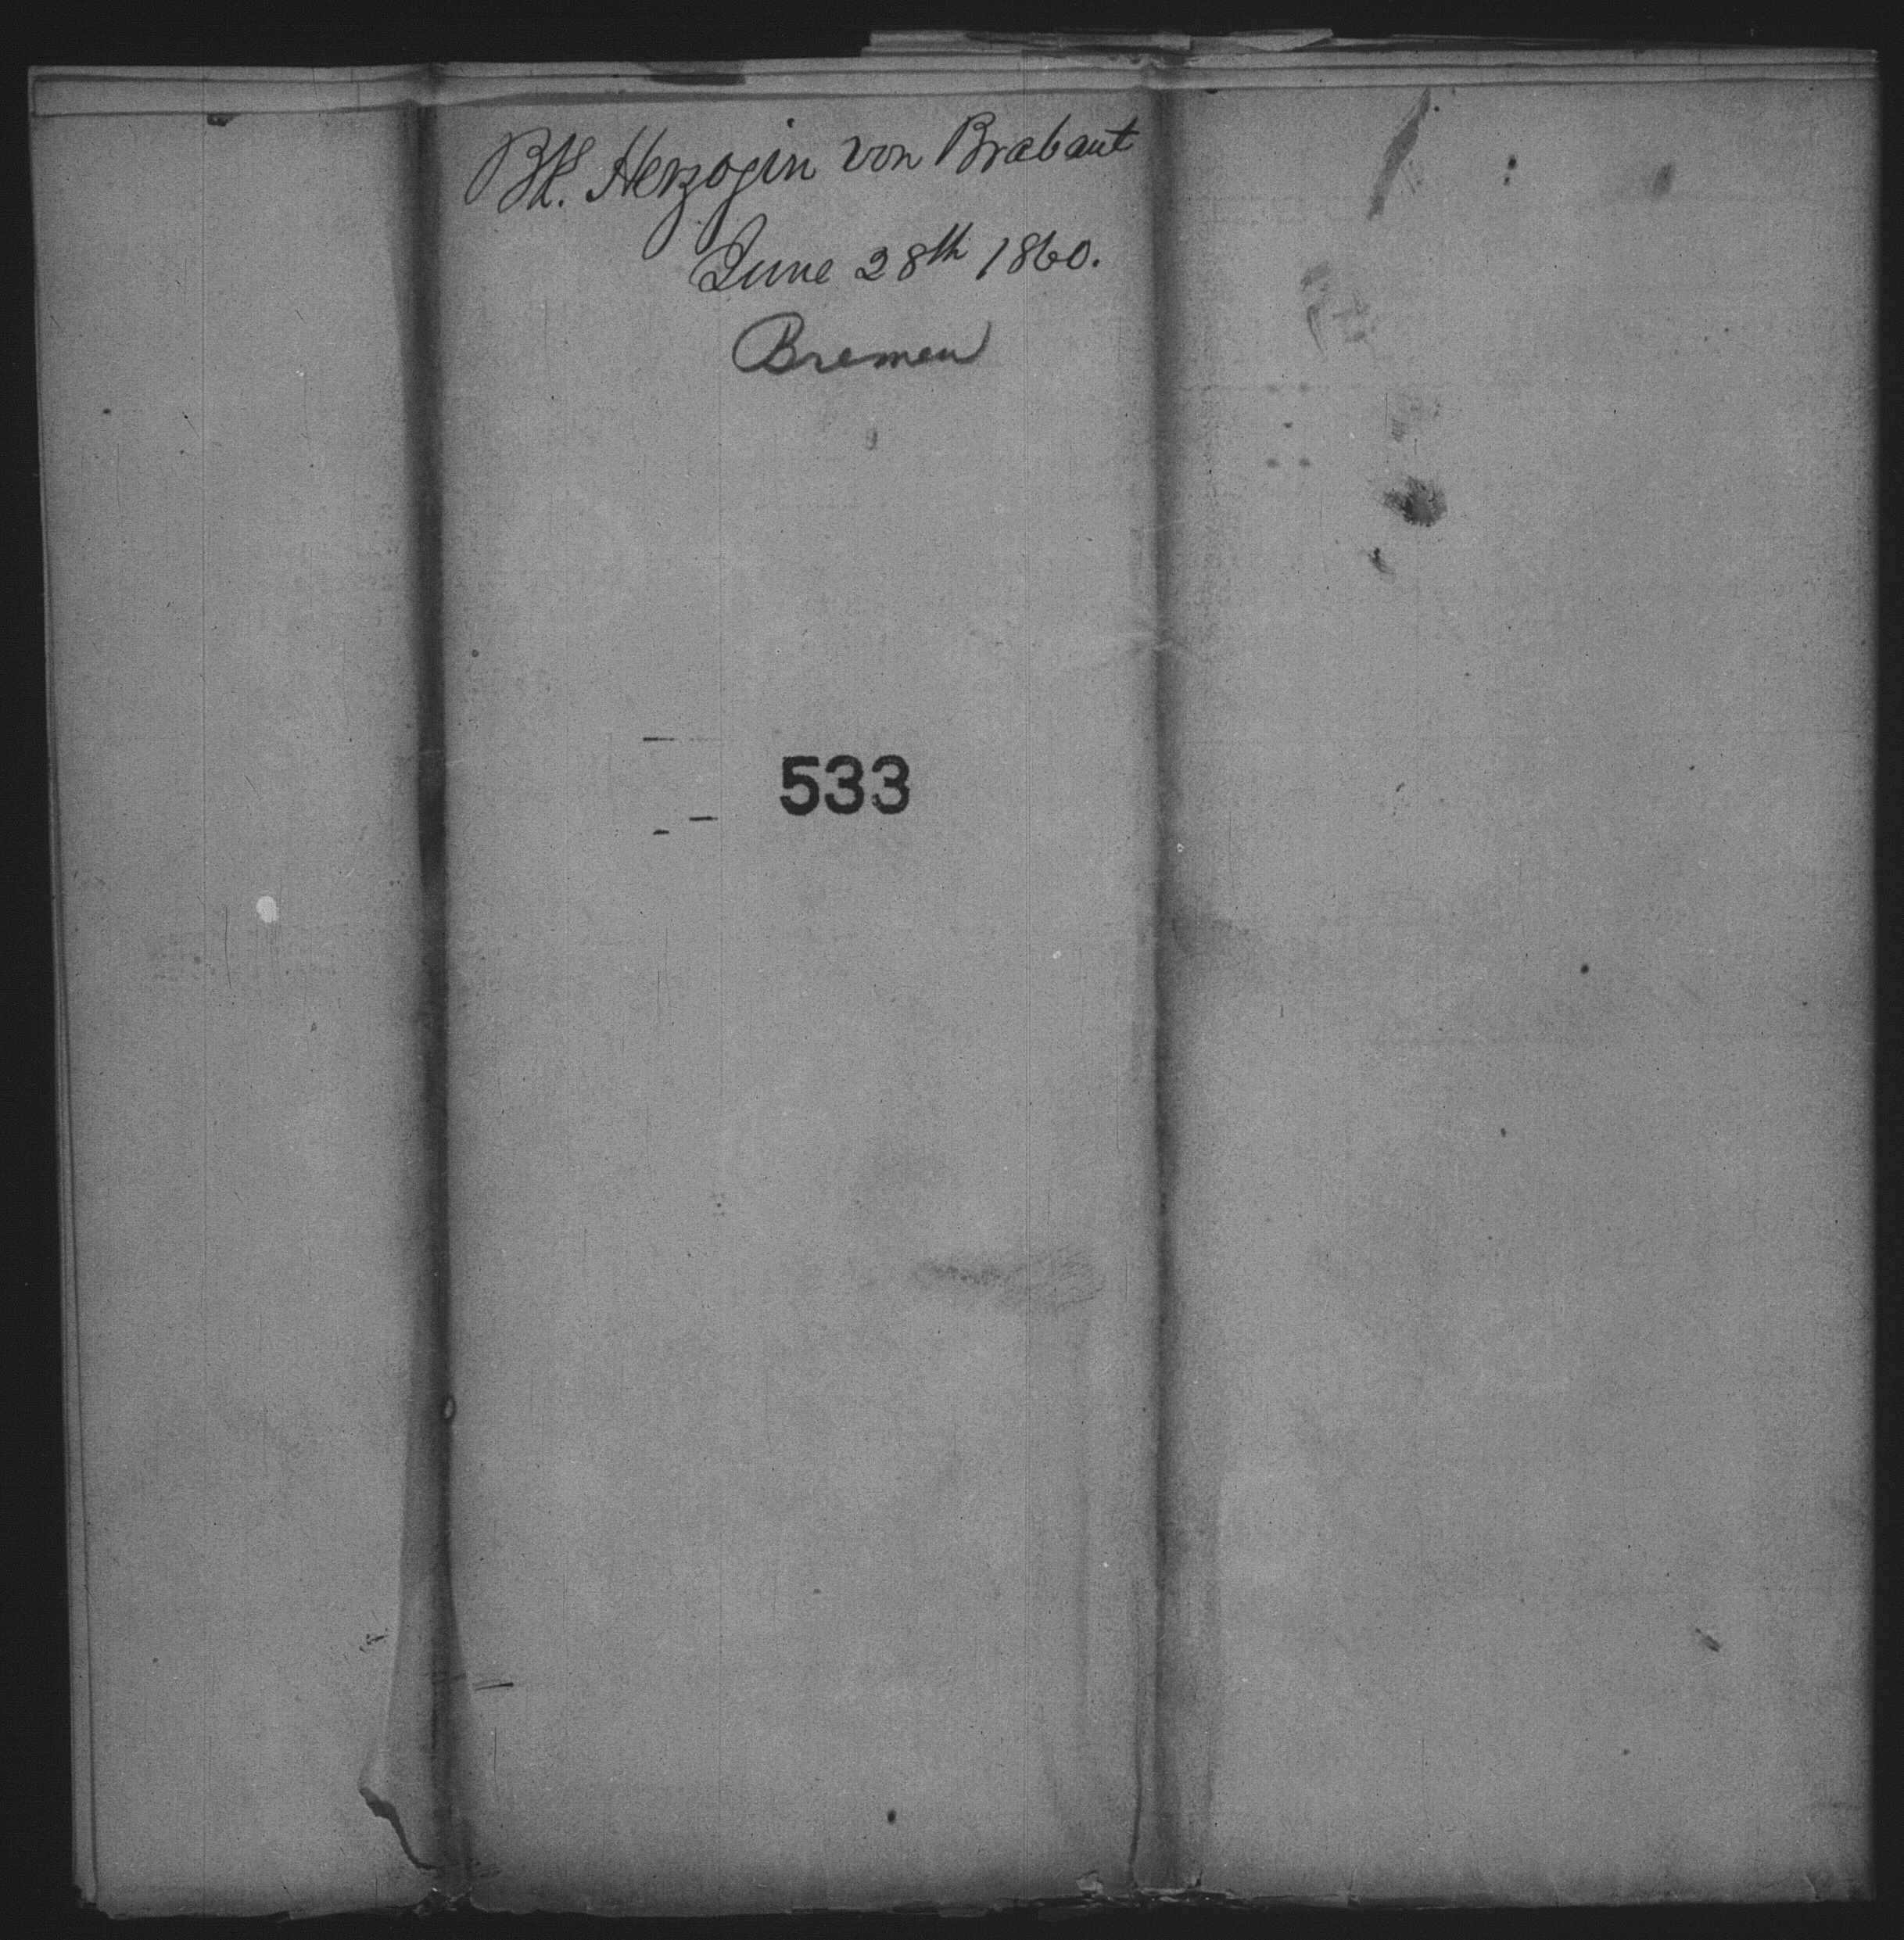 Bk. Herzogin von Brabant
June 28th 1860.
Bremen
533